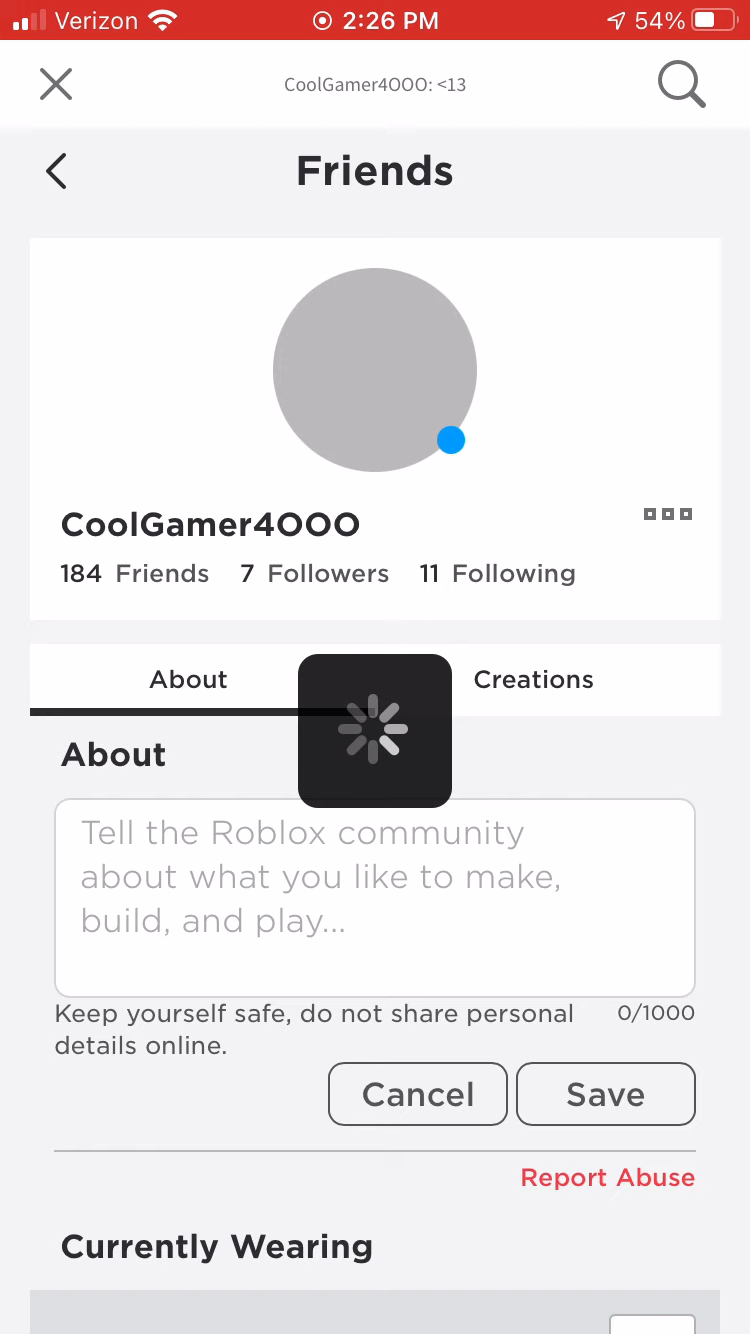 Verizon 2:26 PM 54%
CoolGamer4OOO: <13
Friends
CoolGamer4OOO
184 Friends 7 Followers 11 Following
About Creations
About
Tell the Roblox community
about what you like to make,
build, and play...
Keep yourself safe, do not share personal 0/1000
details online.
Cancel Save
Report Abuse
Currently Wearing